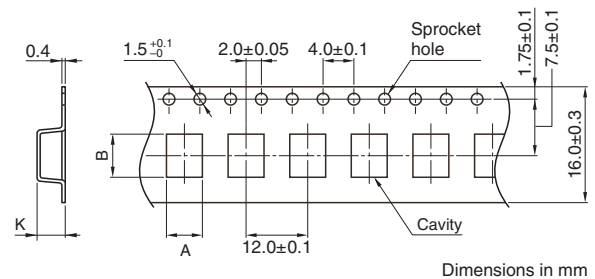 Sprocket
hole
0.4
1.5 +0.1 −0
2.0±0.05
4.0±0.1
1.75±0.1
7.5±0.1
16.0±0.3
B
K
A
12.0±0.1
Cavity
Dimensions in mm